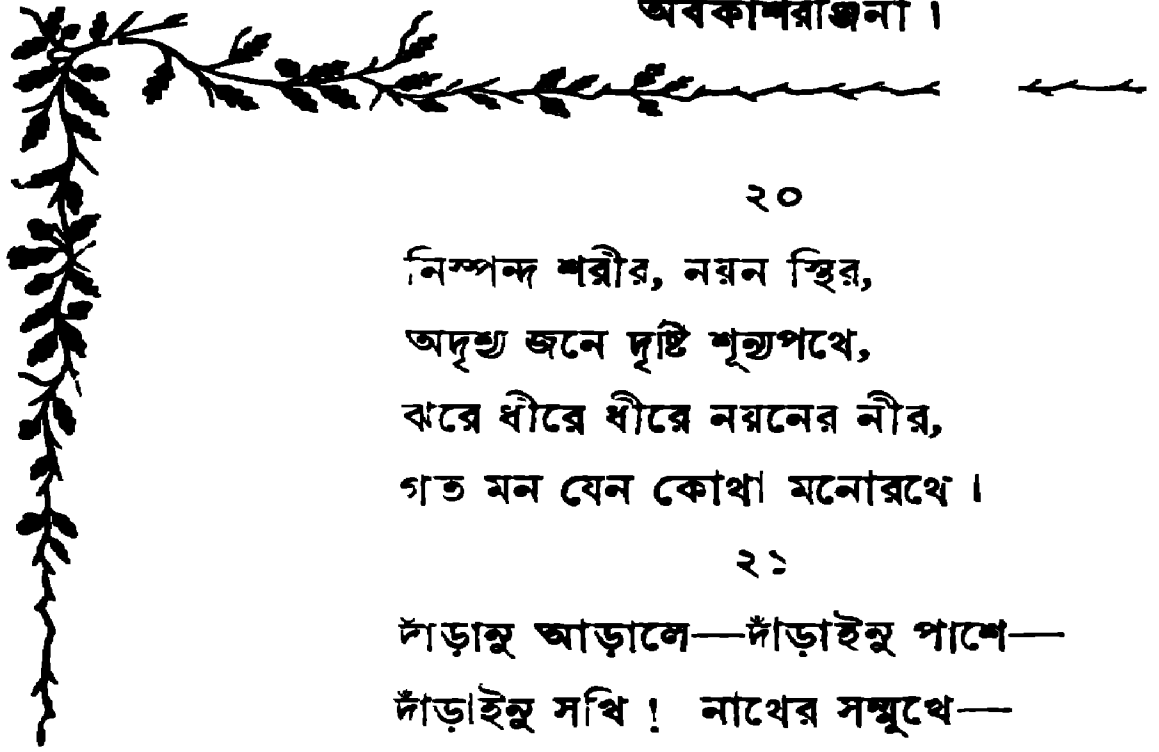 অবকাশরঞ্জিনী ।
২০
নিস্পন্দ শরীর, নয়ন স্থির,
অদৃশ্য জনে দৃষ্টি শূন্যপথে,
ঝরে ধীরে ধীরে নয়নের নীর,
গত মন যেন কোথা মনোরথে ।
২১
দাঁড়ানু আড়ালে—দাঁড়াইনু পাশে—
দাঁড়াইনু সখি ! নাথের সম্মুখে—